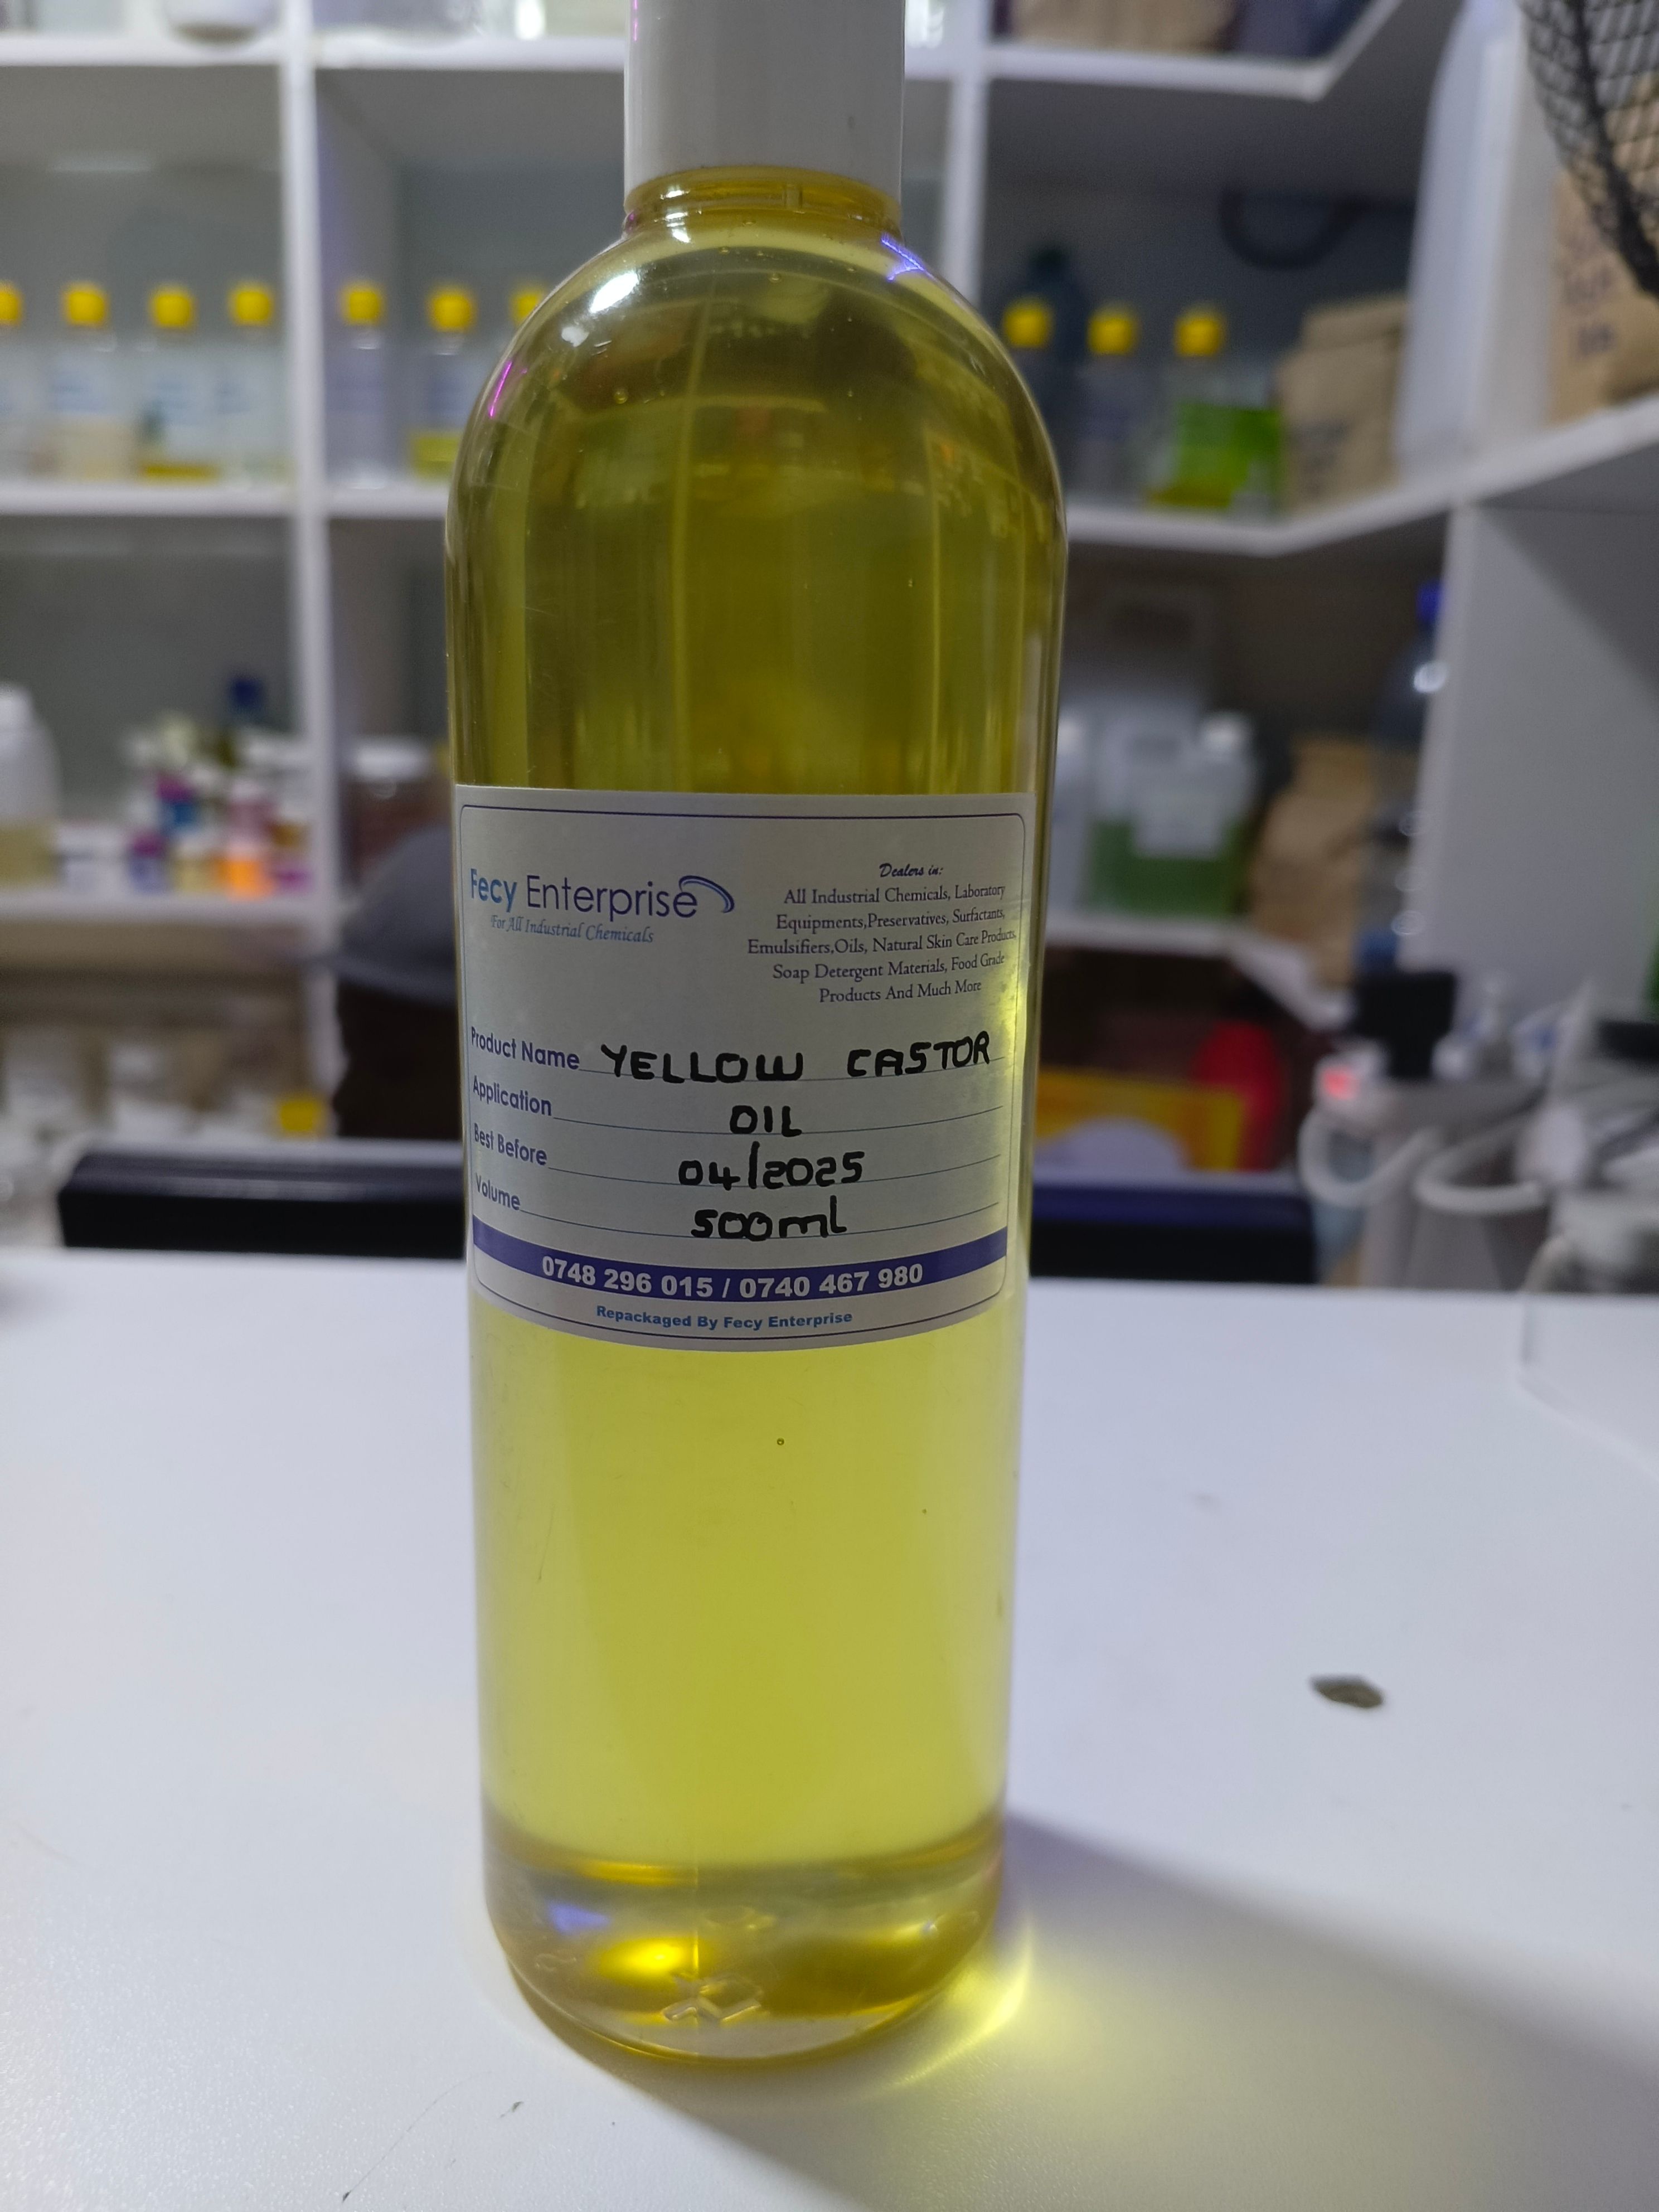 Fecy Enterprise
For All Industrial Chemicals
Dealers in:
All Industrial Chemicals, Laboratory
Equipments,Preservatives, Surfactants,
Emulsifiers,Oils, Natural Skin Care Products,
Soap Detergent Materials, Food Grade
Products And Much More
Product Name YELLOW CASTOR
Application OIL
Best Before 04/2025
Volume 500ml
0748 296 015 / 0740 467 980
Repackaged By Fecy Enterprise